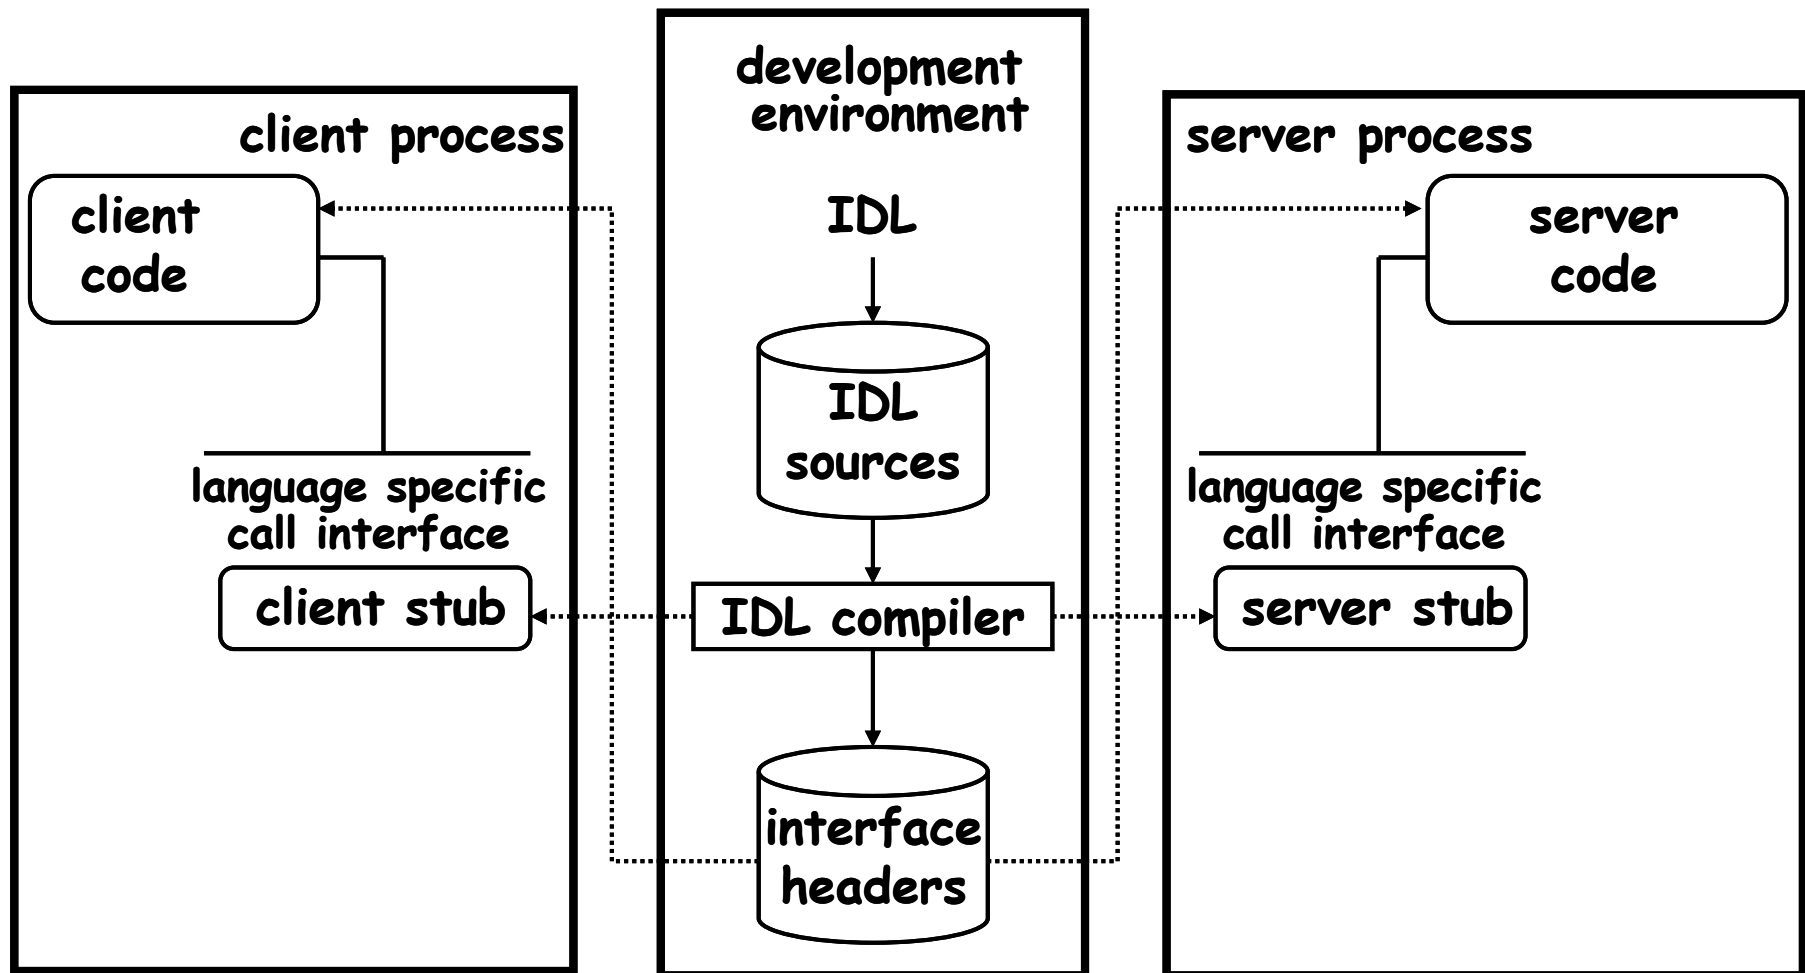 client process
client
code
language specific
call interface
client stub
development
environment
IDL
IDL
sources
IDL compiler
interface
headers
server process
server
code
language specific
call interface
server stub